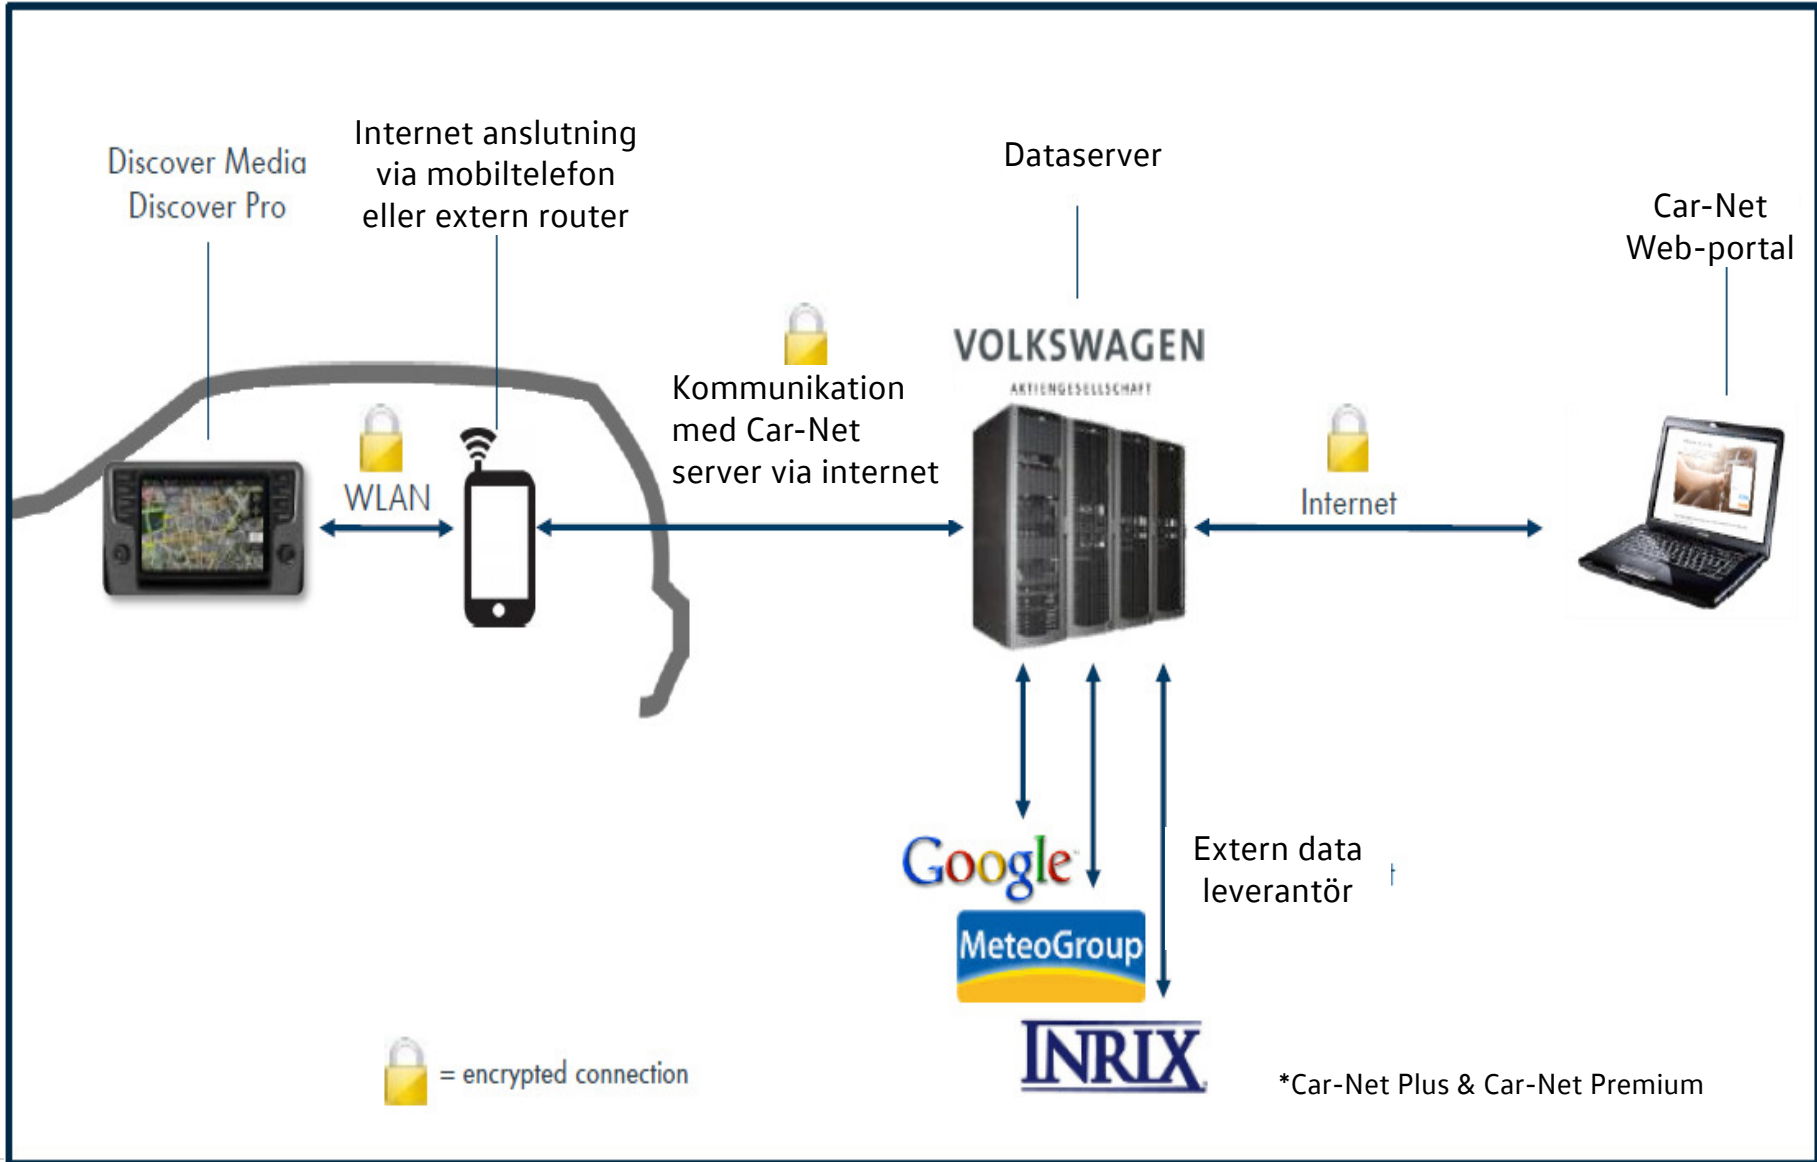 Discover Media
Discover Pro
Internet anslutning
via mobiltelefon
eller extern router
Dataserver
Car-Net
Web-portal
VOLKSWAGEN
AKTIENGESELLSCHAFT
Kommunikation
med Car-Net
server via internet
WLAN
Internet
Google
MeteoGroup
INRIX
Extern data
leverantör
= encrypted connection
*Car-Net Plus & Car-Net Premium